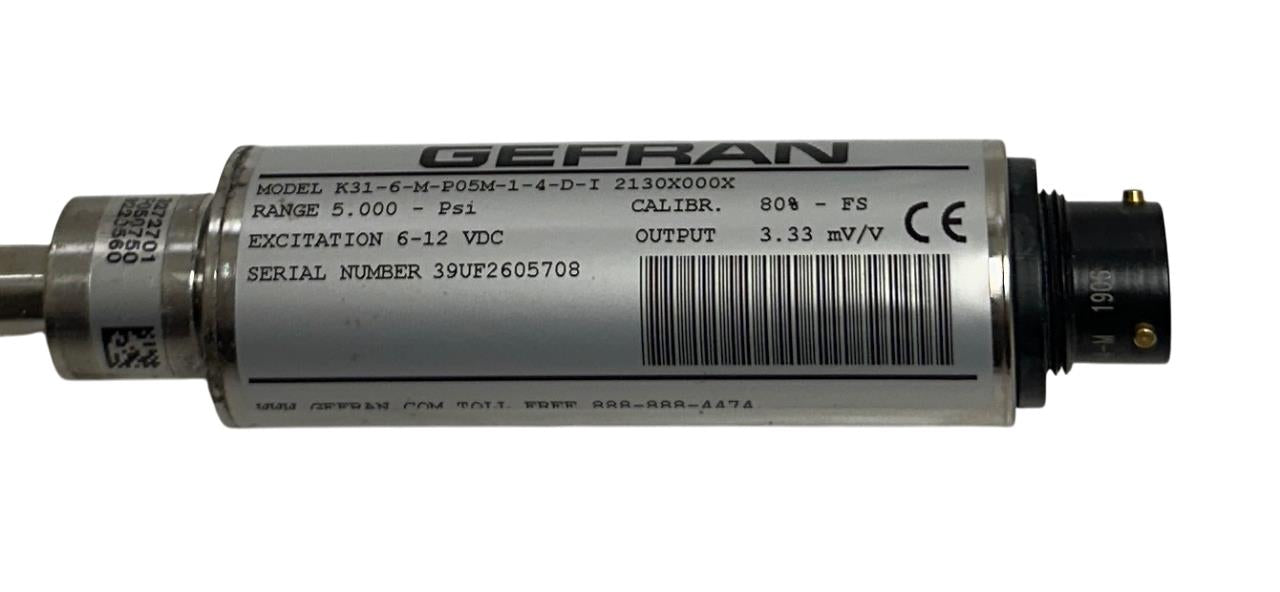 GEFRAN
MODEL K31-6-M-P05M-1-4-D-I 2130X000X
RANGE 5.000 - Psi
CALIBR. 80% - FS
CE
EXCITATION 6-12 VDC
OUTPUT 3.33 mV/V
SERIAL NUMBER 39UF2605708
WWW.GEFRAN.COM TOLL FREE 888-888-4474
1906